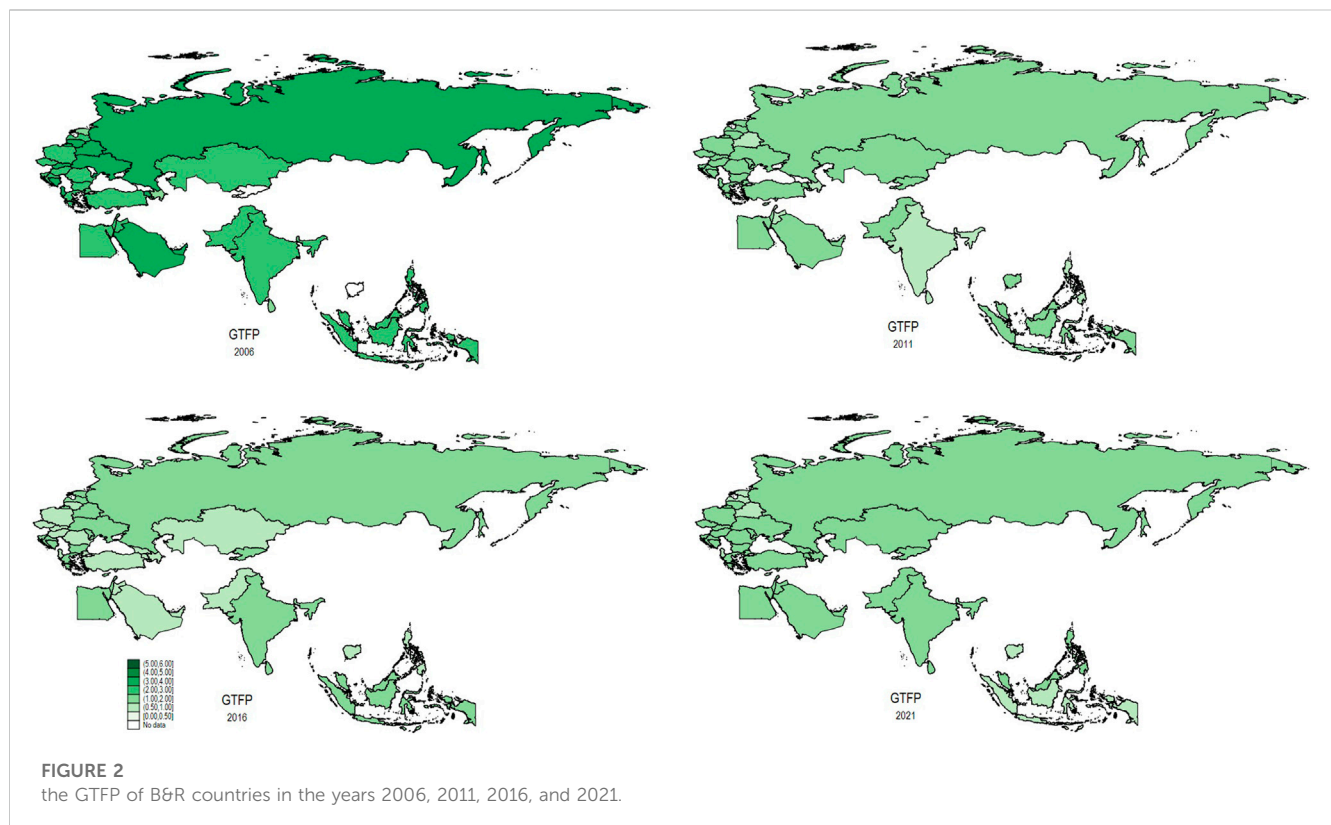 GTFP
2006
GTFP
2011
(5.00,6.00]
(4.00,5.00]
(3.00,4.00]
(2.00,3.00]
(1.00,2.00]
(0.50,1.00]
[0.00,0.50]
No data
GTFP
2016
GTFP
2021
FIGURE 2
the GTFP of B&R countries in the years 2006, 2011, 2016, and 2021.